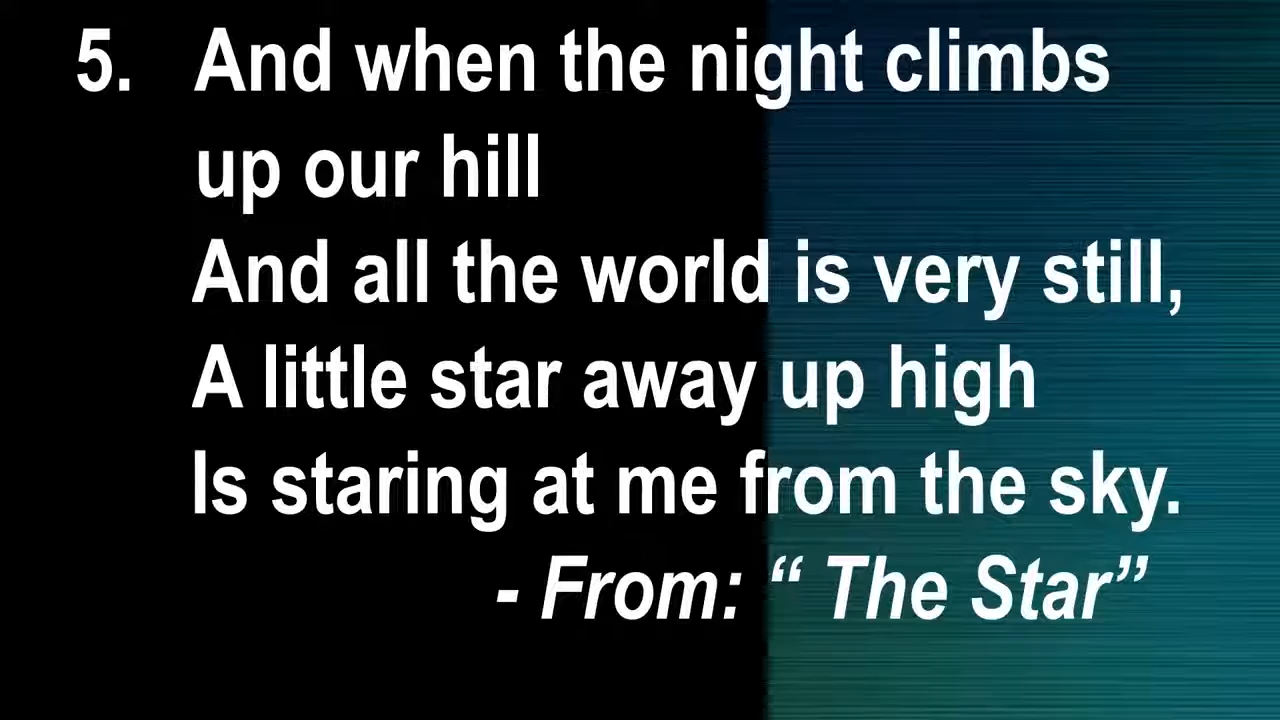 5. And when the night climbs
up our hill
And all the world is very still,
A little star away up high
Is staring at me from the sky.
- From: “ The Star”